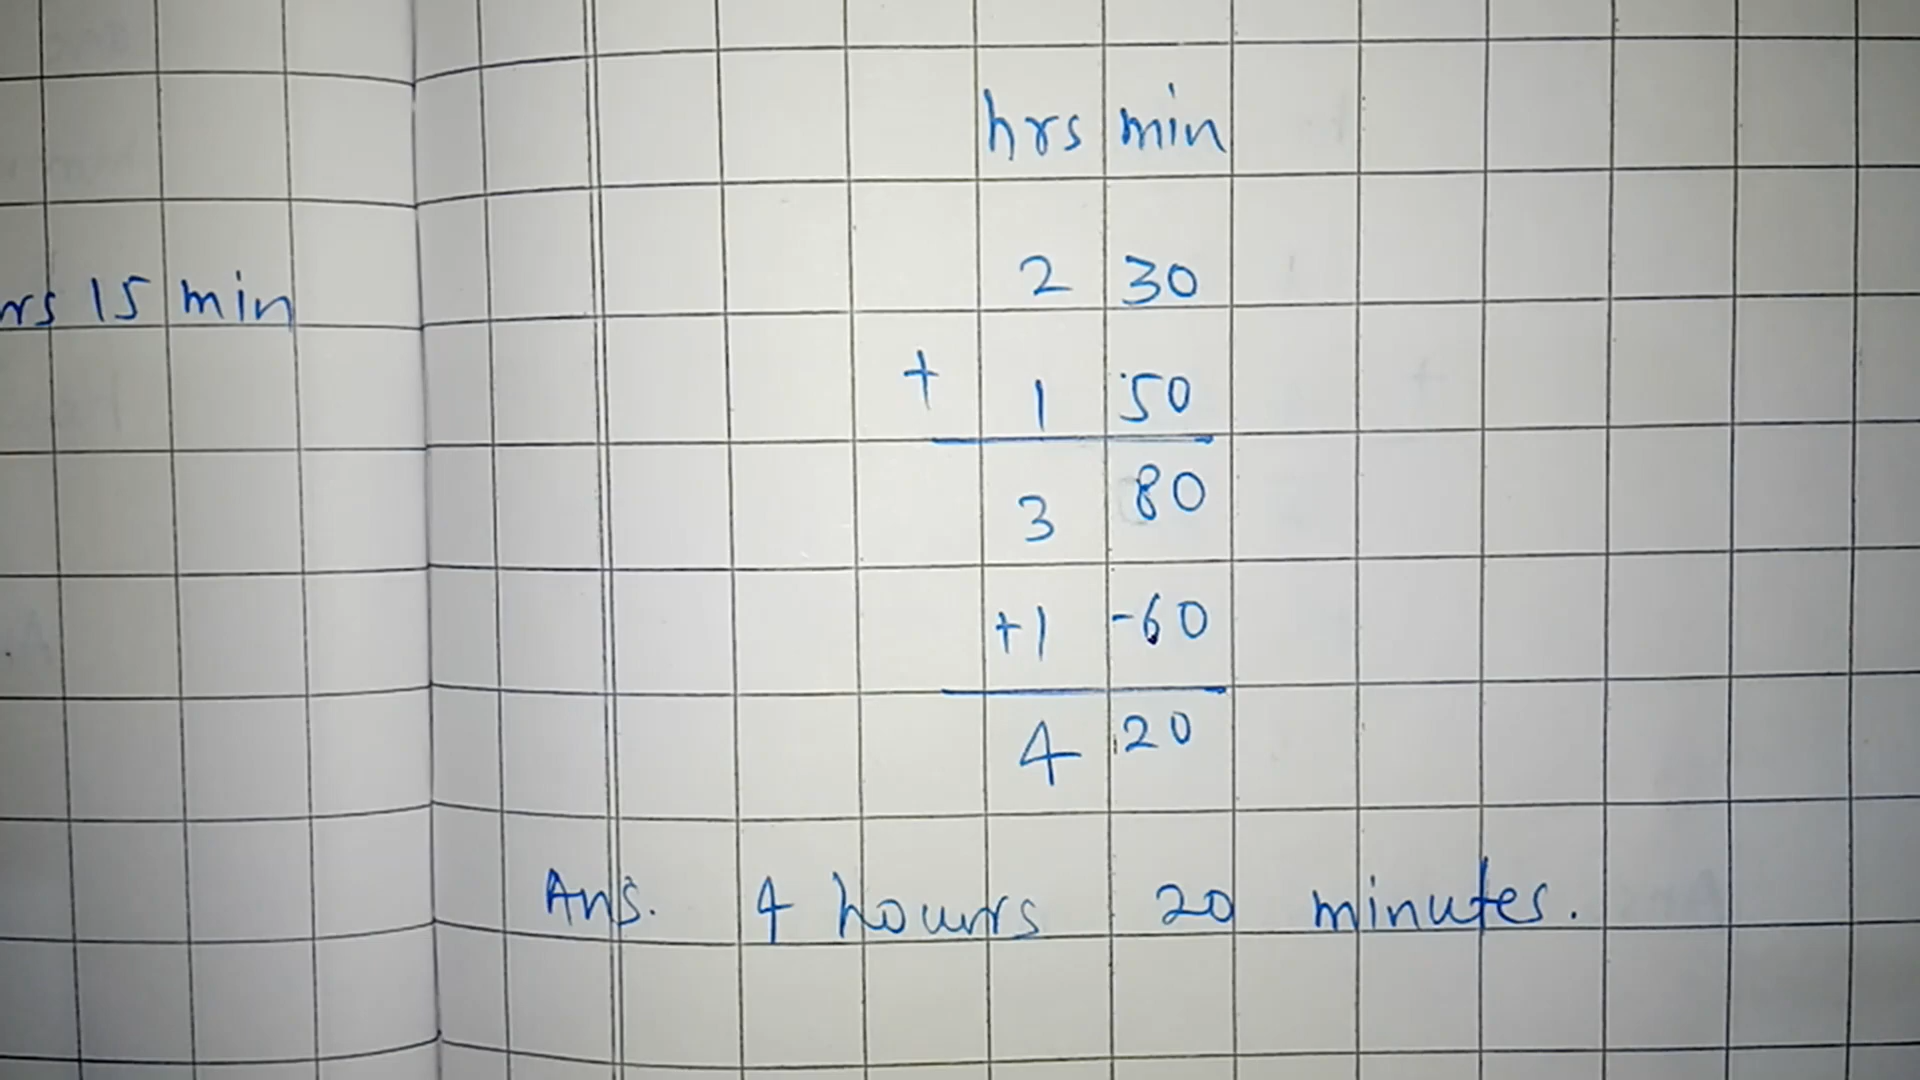 15 min
hrs min
2 30
+ 1 50
3 80
+1 -60
4 20
Ans. 4 hours 20 minutes.